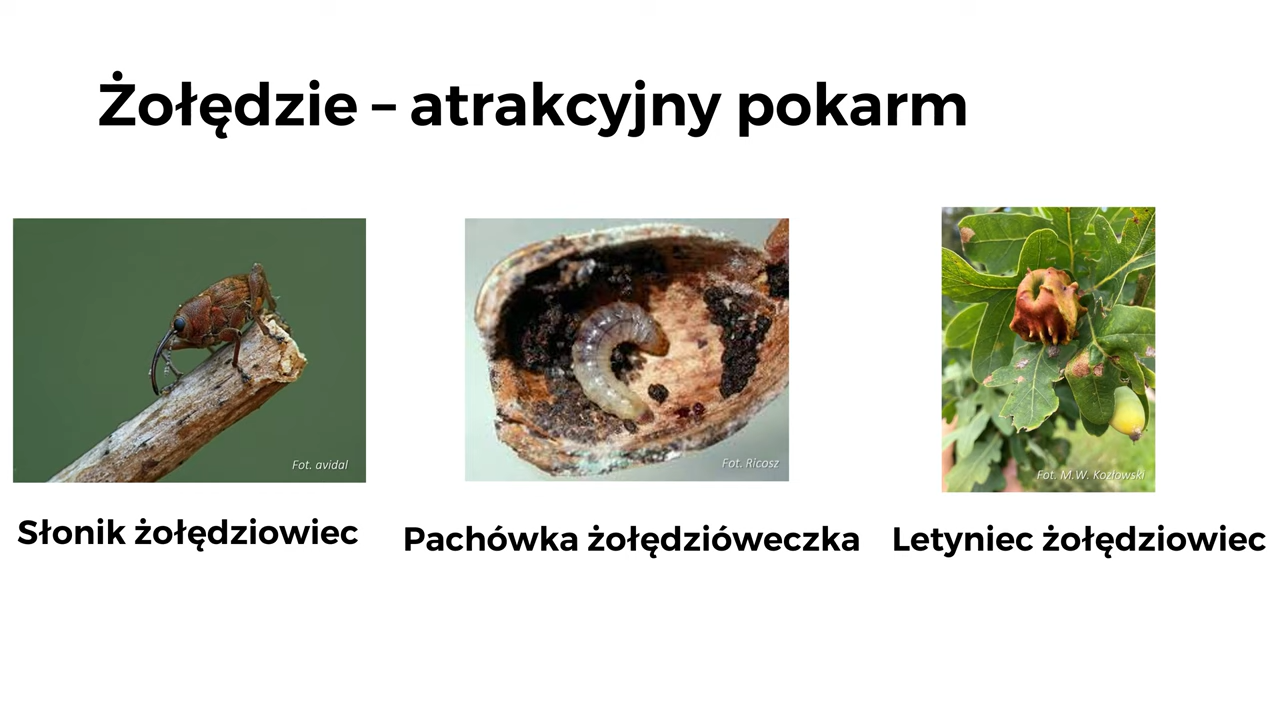 Żołędzie – atrakcyjny pokarm
Fot. avidal
Fot. Ricosz
Fot. M.W. Kozłowski
Słonik żołędziowiec
Pachówka żołędzióweczka
Letyniec żołędziowiec